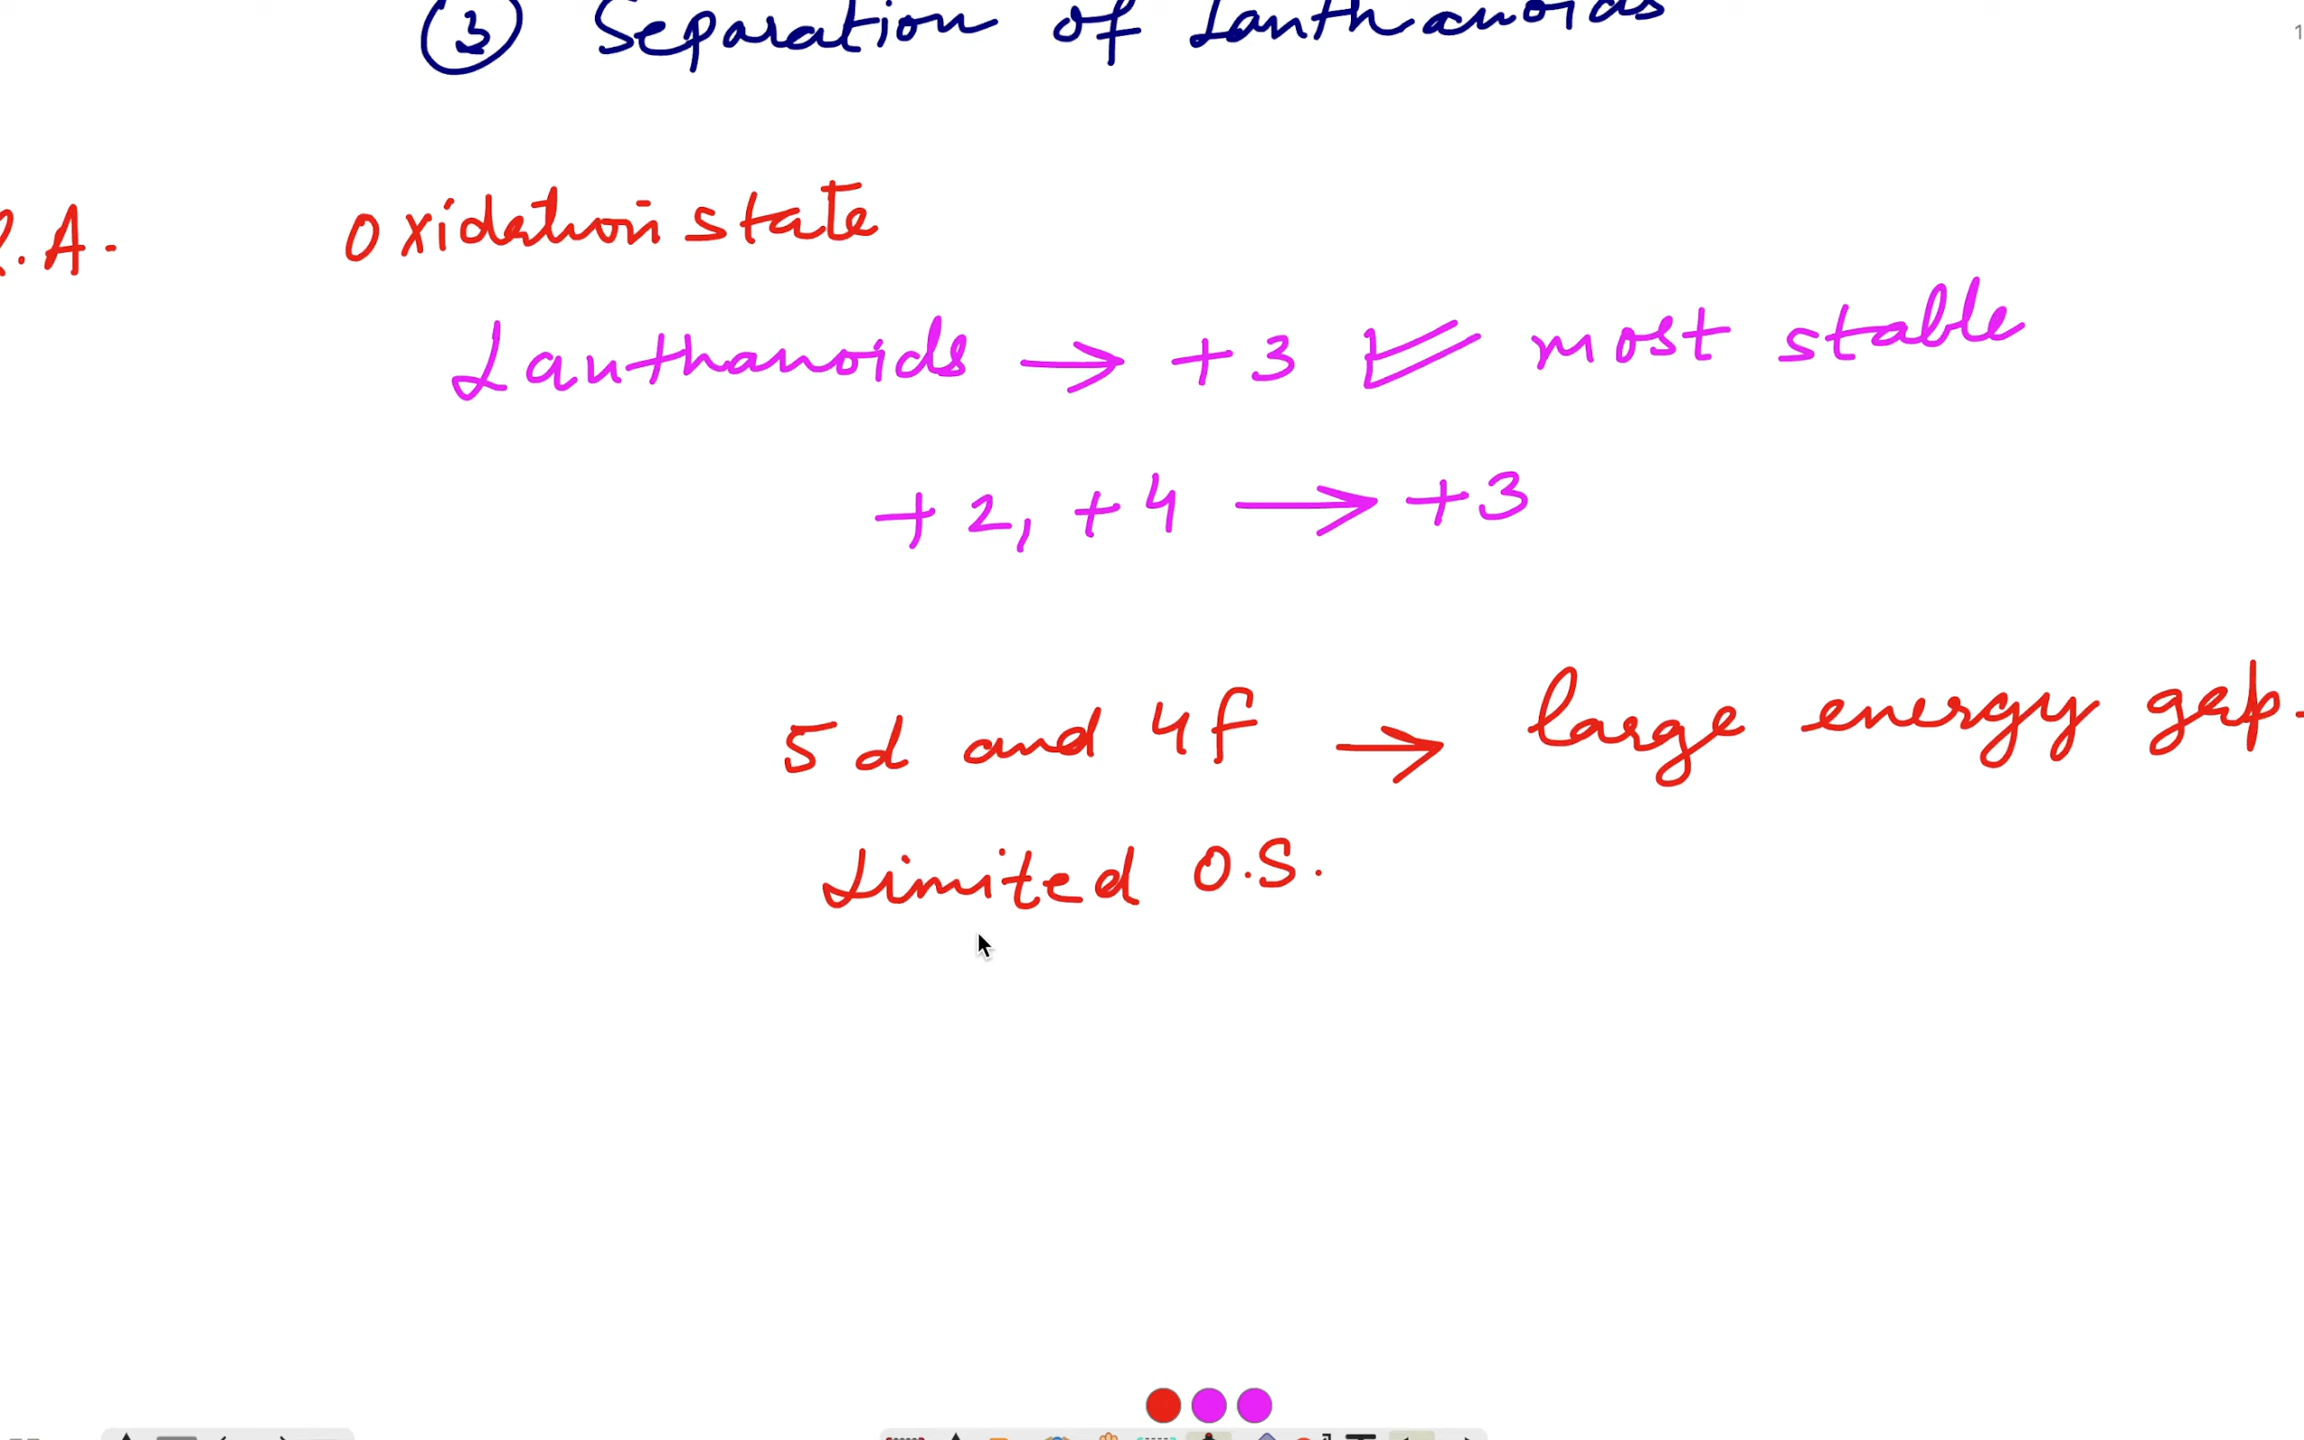 ③ Separation of Lanthanoids
.A. Oxidation state
Lanthanoids → +3 ✓ most stable
+2, +4 → +3
5d and 4f → large energy gap.
Limited O.S.